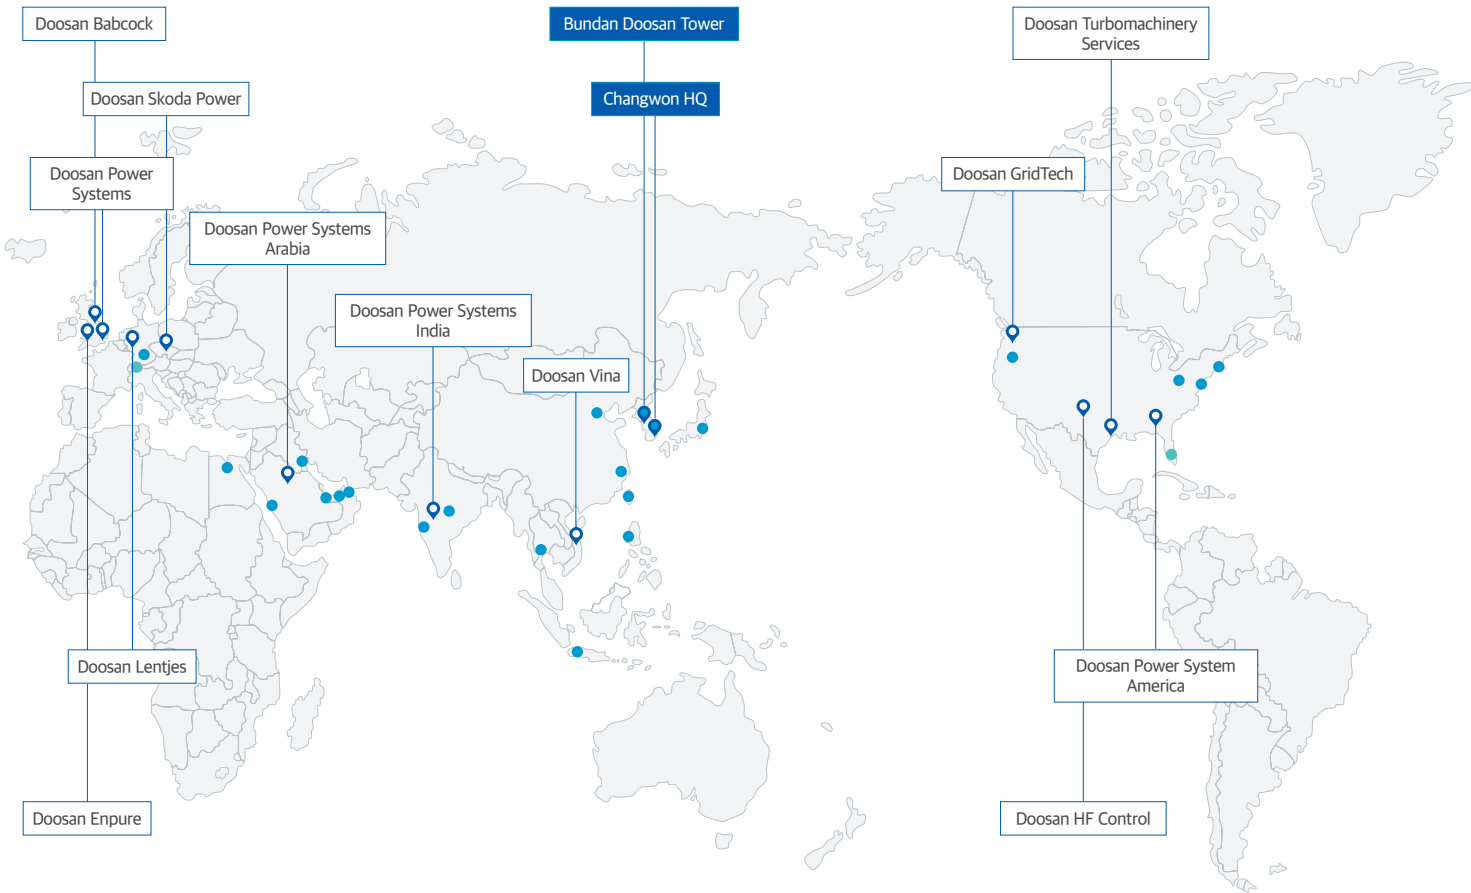 Doosan Babcock
Bundan Doosan Tower
Doosan Turbomachinery
Services
Doosan Skoda Power
Changwon HQ
Doosan Power
Systems
Doosan GridTech
Doosan Power Systems
Arabia
Doosan Power Systems
India
Doosan Vina
Doosan Lentjes
Doosan Power System
America
Doosan Enpure
Doosan HF Control